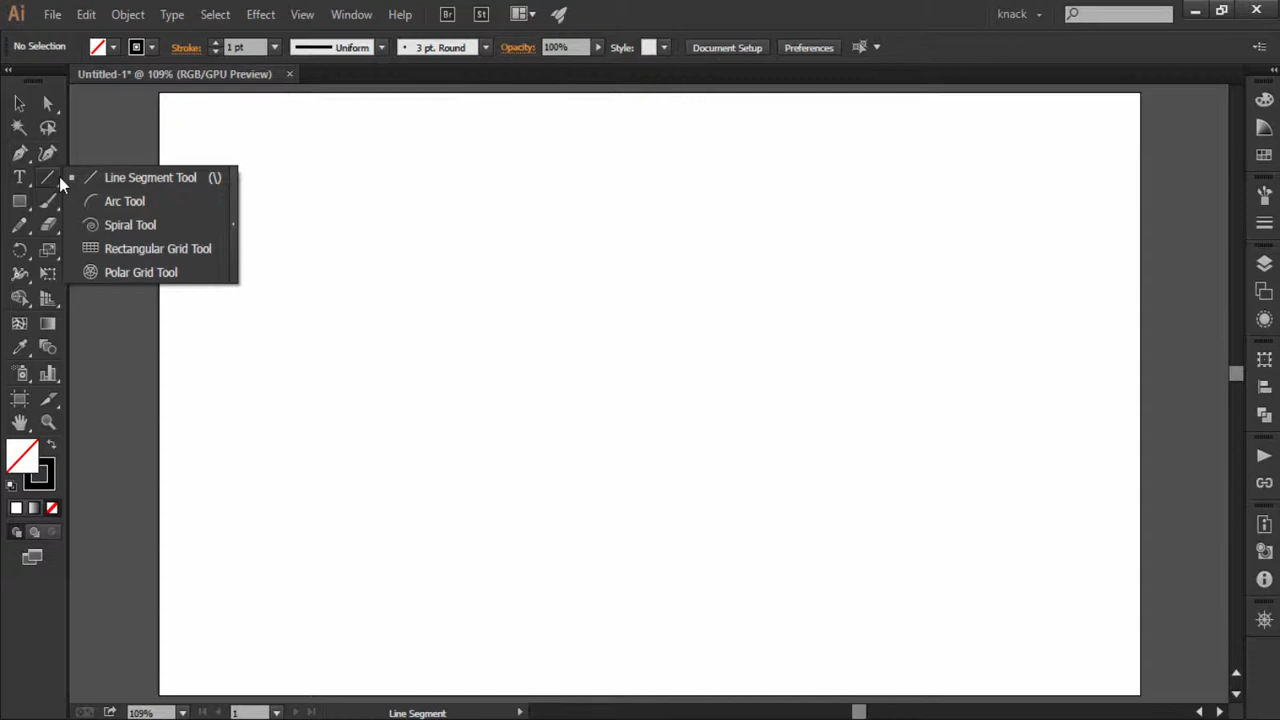 Ai File Edit Object Type Select Effect View Window Help Br St knack
No Selection Stroke: 1 pt Uniform 3 pt. Round Opacity: 100% Style: Document Setup Preferences
Untitled-1* @ 109% (RGB/GPU Preview) ×
T Line Segment Tool (\)
Arc Tool
Spiral Tool
Rectangular Grid Tool
Polar Grid Tool
109% 1 Line Segment